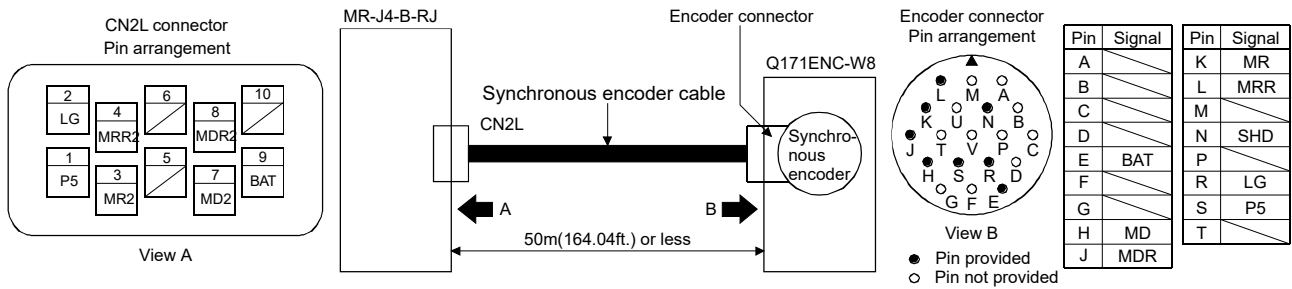 CN2L connector
Pin arrangement
2
LG
4
MRR2
6
8
MDR2
10
1
P5
3
MR2
5
7
MD2
9
BAT
View A
MR-J4-B-RJ
Encoder connector
Q171ENC-W8
Synchronous encoder cable
CN2L
Synchro-
nous
encoder
A
B
50m(164.04ft.) or less
Encoder connector
Pin arrangement
L M A
K U N B
J T V P C
H S R D
G F E
View B
Pin provided
Pin not provided
Pin Signal
A
B
C
D
E BAT
F
G
H MD
J MDR
Pin Signal
K MR
L MRR
M
N SHD
P
R LG
S P5
T